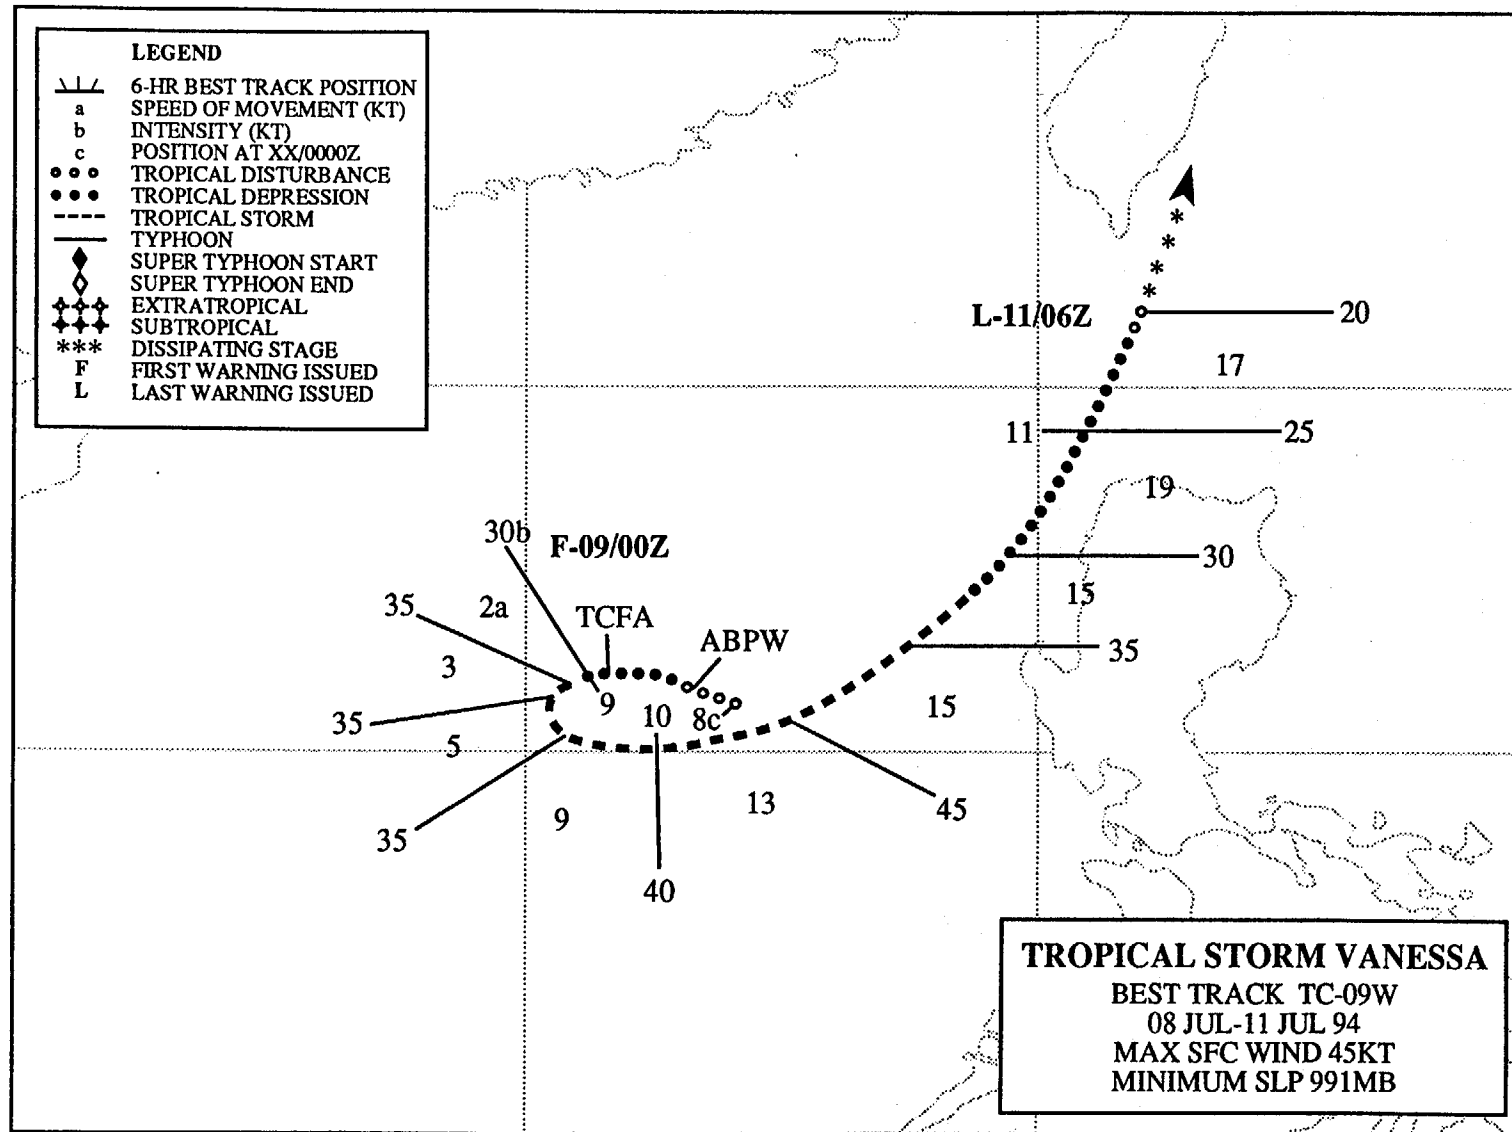 LEGEND
6-HR BEST TRACK POSITION
a SPEED OF MOVEMENT (KT)
b INTENSITY (KT)
c POSITION AT XX/0000Z
TROPICAL DISTURBANCE
TROPICAL DEPRESSION
TROPICAL STORM
TYPHOON
SUPER TYPHOON START
SUPER TYPHOON END
EXTRATROPICAL
SUBTROPICAL
*** DISSIPATING STAGE
F FIRST WARNING ISSUED
L LAST WARNING ISSUED
L-11/06Z
20
17
11
25
19
30b
F-09/00Z
30
35
2a
TCFA
15
ABPW
35
3
9
10
8c
15
35
5
9
13
45
35
40
TROPICAL STORM VANESSA
BEST TRACK TC-09W
08 JUL-11 JUL 94
MAX SFC WIND 45KT
MINIMUM SLP 991MB